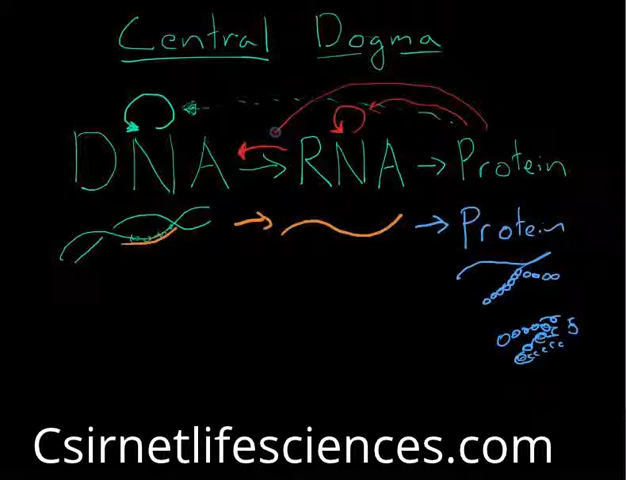 Central Dogma
DNA → RNA → Protein
→ → Protein
Csirnetlifesciences.com